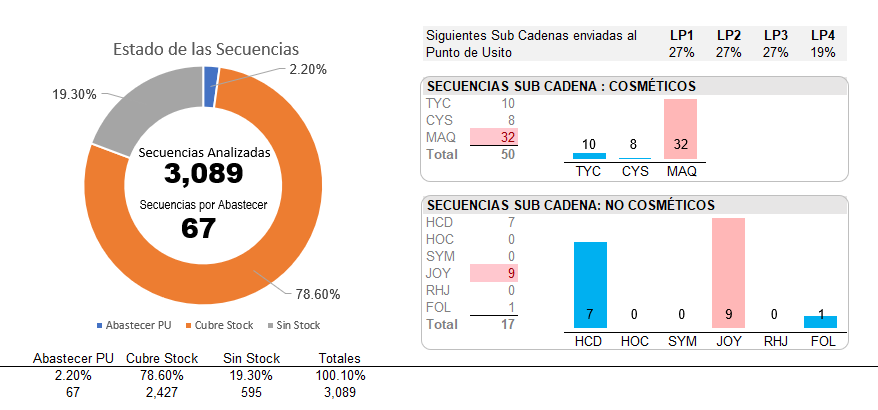 Estado de las Secuencias
2.20%
19.30%
Secuencias Analizadas
3,089
Secuencias por Abastecer
67
78.60%
Abastecer PU Cubre Stock Sin Stock
Abastecer PU Cubre Stock Sin Stock Totales
2.20% 78.60% 19.30% 100.10%
67 2,427 595 3,089
Siguientes Sub Cadenas enviadas al LP1 LP2 LP3 LP4
Punto de Usito 27% 27% 27% 19%
SECUENCIAS SUB CADENA : COSMÉTICOS
TYC 10
CYS 8
MAQ 32
Total 50
10 8 32
TYC CYS MAQ
SECUENCIAS SUB CADENA: NO COSMÉTICOS
HCD 7
HOC 0
SYM 0
JOY 9
RHJ 0
FOL 1
Total 17
7 0 0 9 0 1
HCD HOC SYM JOY RHJ FOL